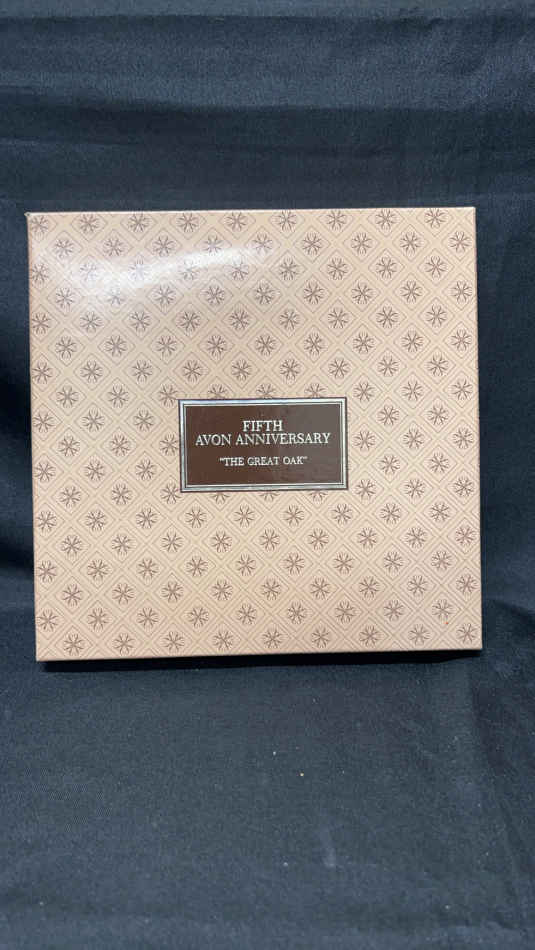 FIFTH
AVON ANNIVERSARY
"THE GREAT OAK"